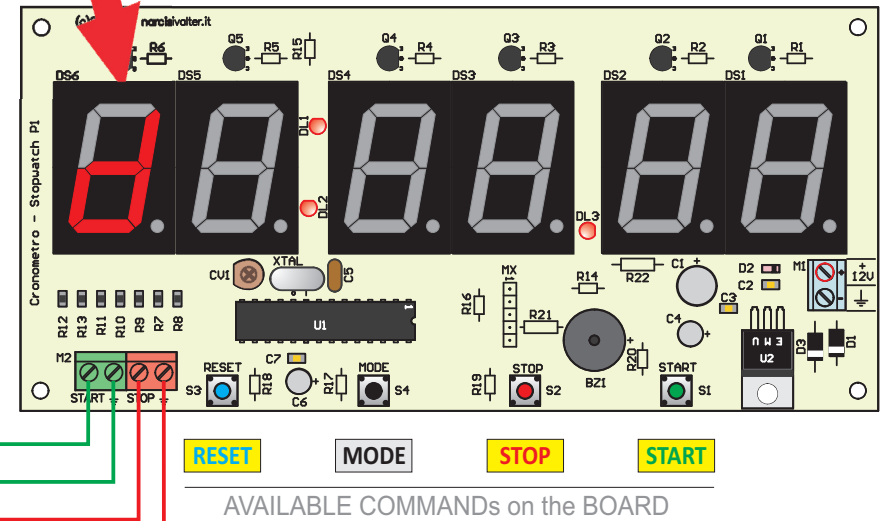 narcisivalter.it
R6
Q5
R5
R15
Q4
R4
Q3
R3
Q2
R2
Q1
R1
DS6
DS5
DS4
DS3
DS2
DS1
Cronometro - Stopwatch P1
DL1
DL2
DL3
CV1
XTAL
C5
MX
R14
R22
C1 +
D2
C2
M1
+
12V
-
R12
R13
R11
R10
R9
R7
R8
U1
1
R16
R21
C3
C4
+
E M U
U2
D3
D1
M2
START
STOP
C7
RESET
S3
R18
C6
+
R17
MODE
S4
R19
STOP
S2
BZ1
+
R20
START
S1
RESET
MODE
STOP
START
AVAILABLE COMMANDs on the BOARD